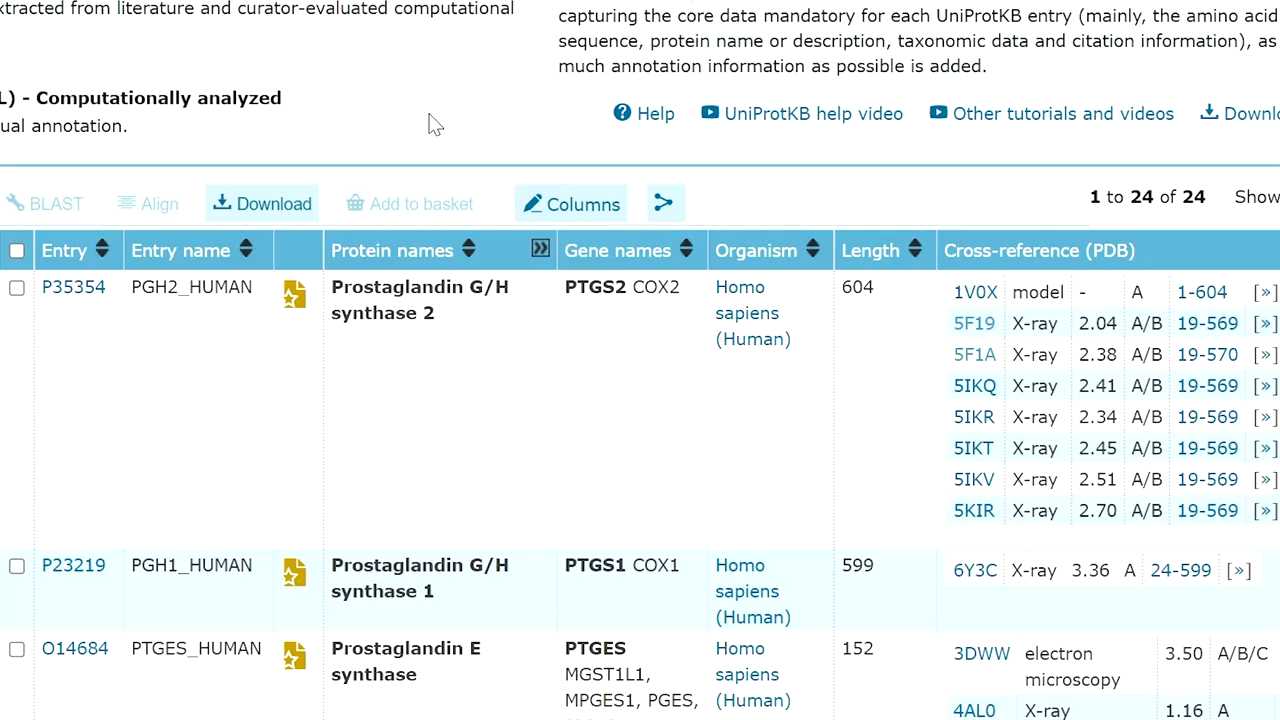 xtracted from literature and curator-evaluated computational
capturing the core data mandatory for each UniProtKB entry (mainly, the amino acid
sequence, protein name or description, taxonomic data and citation information), as
much annotation information as possible is added.
L) - Computationally analyzed
ual annotation.
Help UniProtKB help video Other tutorials and videos Downlo
BLAST Align Download Add to basket Columns 1 to 24 of 24 Show
Entry Entry name Protein names Gene names Organism Length Cross-reference (PDB)
P35354 PGH2_HUMAN Prostaglandin G/H PTGS2 COX2 Homo 604 1V0X model - A 1-604 [»]
synthase 2 sapiens 5F19 X-ray 2.04 A/B 19-569 [»]
(Human) 5F1A X-ray 2.38 A/B 19-570 [»]
5IKQ X-ray 2.41 A/B 19-569 [»]
5IKR X-ray 2.34 A/B 19-569 [»]
5IKT X-ray 2.45 A/B 19-569 [»]
5IKV X-ray 2.51 A/B 19-569 [»]
5KIR X-ray 2.70 A/B 19-569 [»]
P23219 PGH1_HUMAN Prostaglandin G/H PTGS1 COX1 Homo 599 6Y3C X-ray 3.36 A 24-599 [»]
synthase 1 sapiens
(Human)
O14684 PTGES_HUMAN Prostaglandin E PTGES Homo 152 3DWW electron 3.50 A/B/C
synthase MGST1L1, sapiens microscopy
MPGES1, PGES, (Human) 4AL0 X-ray 1.16 A